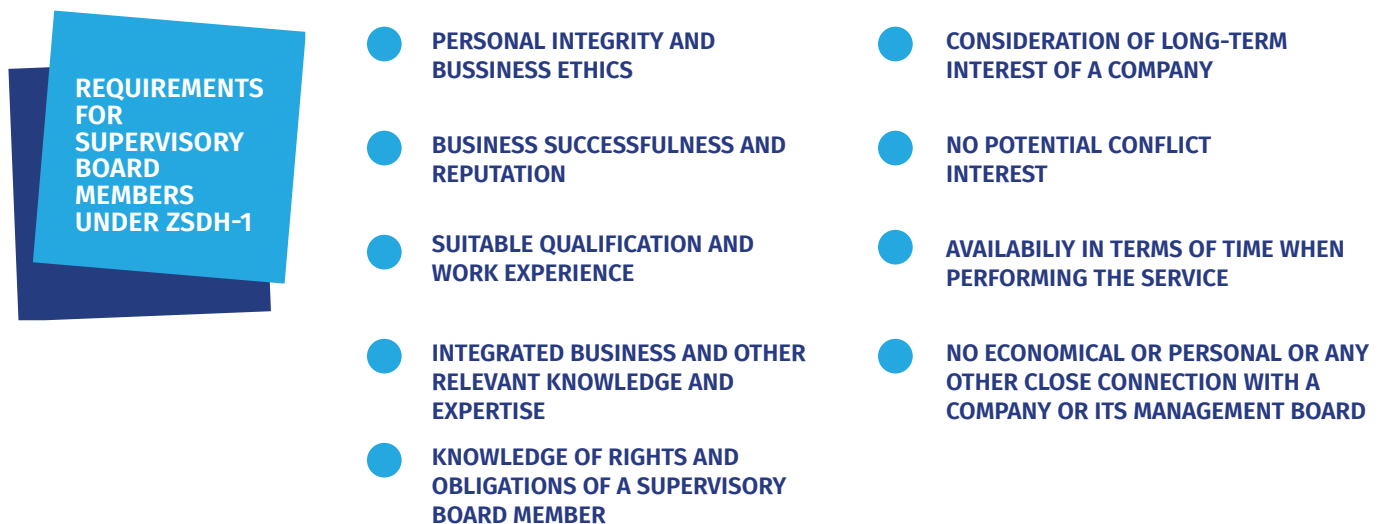 REQUIREMENTS
FOR
SUPERVISORY
BOARD
MEMBERS
UNDER ZSDH-1
PERSONAL INTEGRITY AND
BUSSINESS ETHICS
BUSINESS SUCCESSFULNESS AND
REPUTATION
SUITABLE QUALIFICATION AND
WORK EXPERIENCE
INTEGRATED BUSINESS AND OTHER
RELEVANT KNOWLEDGE AND
EXPERTISE
KNOWLEDGE OF RIGHTS AND
OBLIGATIONS OF A SUPERVISORY
BOARD MEMBER
CONSIDERATION OF LONG-TERM
INTEREST OF A COMPANY
NO POTENTIAL CONFLICT
INTEREST
AVAILABILIY IN TERMS OF TIME WHEN
PERFORMING THE SERVICE
NO ECONOMICAL OR PERSONAL OR ANY
OTHER CLOSE CONNECTION WITH A
COMPANY OR ITS MANAGEMENT BOARD